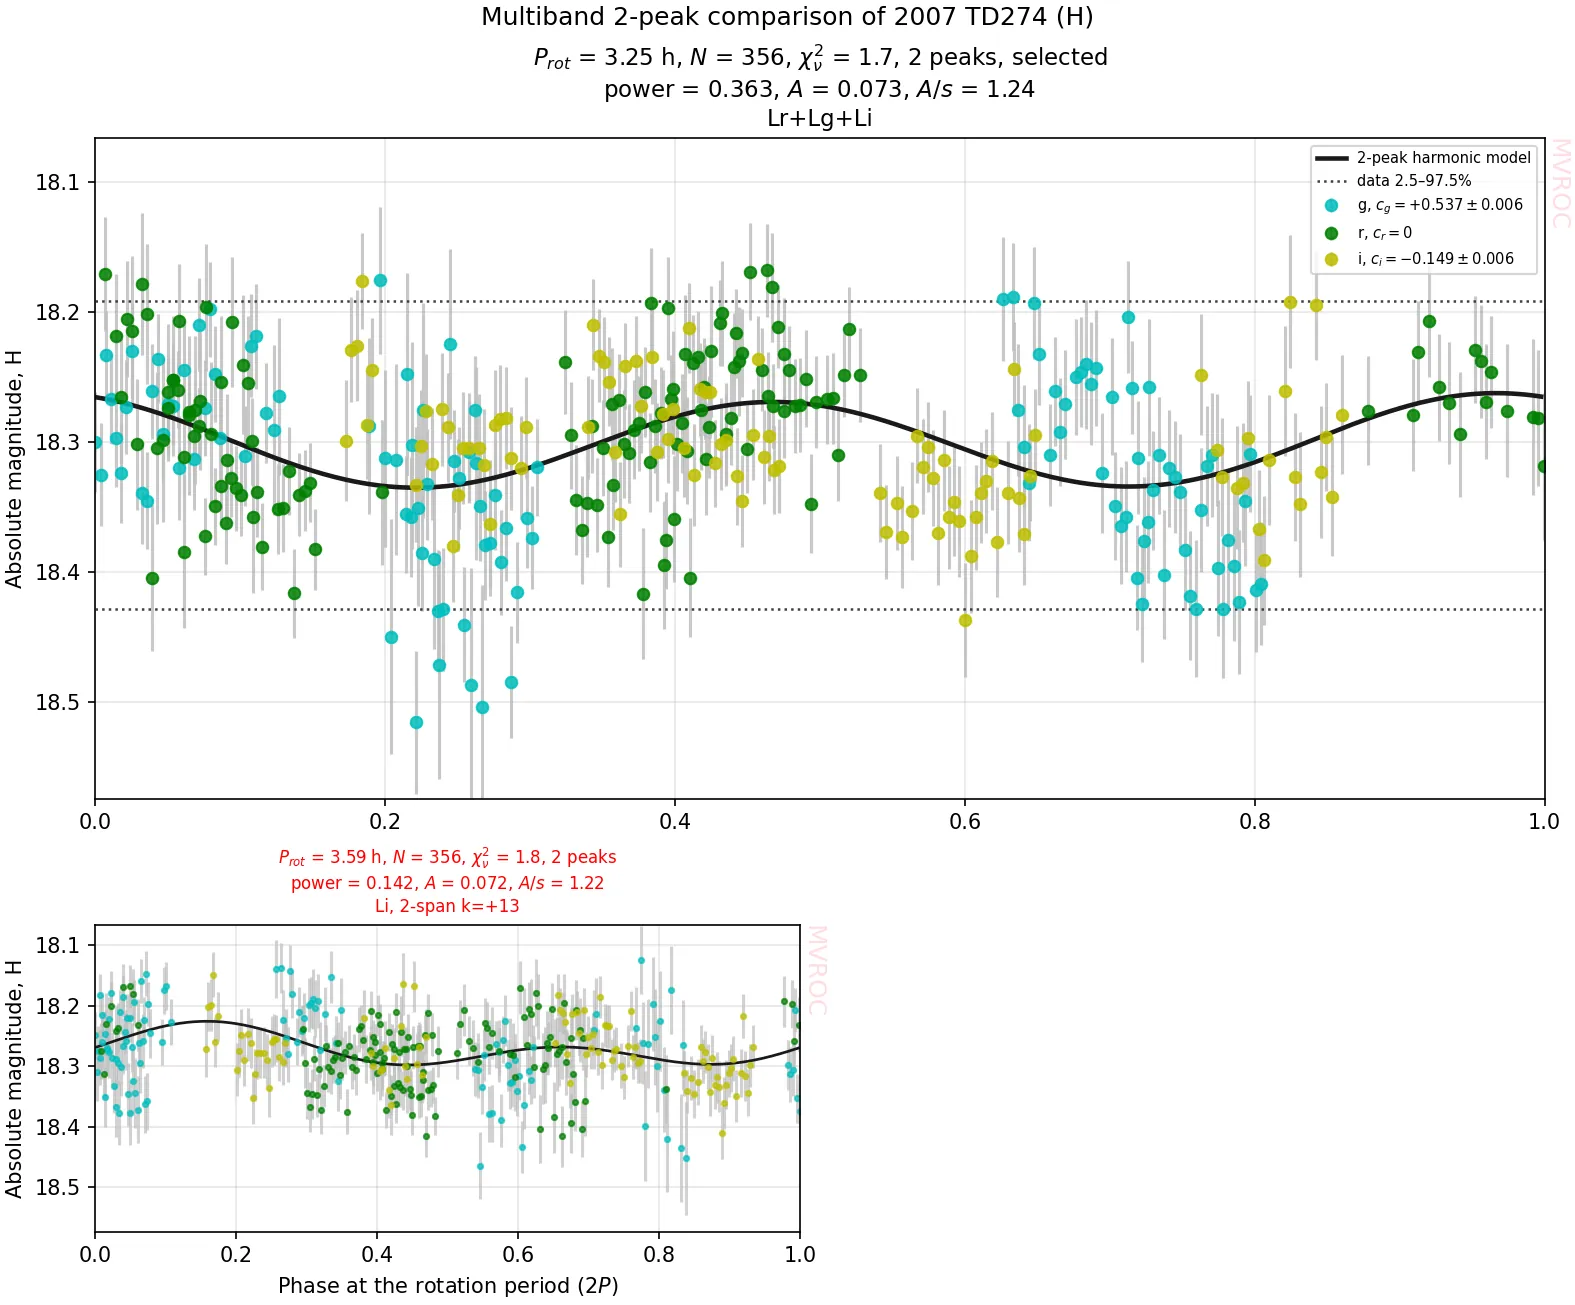 Multiband 2-peak comparison of 2007 TD274 (H)
P_rot = 3.25 h, N = 356, χ²_ν = 1.7, 2 peaks, selected
power = 0.363, A = 0.073, A/s = 1.24
Lr+Lg+Li
MVROC
2-peak harmonic model
data 2.5–97.5%
g, c_g = +0.537 ± 0.006
r, c_r = 0
i, c_i = −0.149 ± 0.006
Absolute magnitude, H
18.1
18.2
18.3
18.4
18.5
0.0 0.2 0.4 0.6 0.8 1.0
P_rot = 3.59 h, N = 356, χ²_ν = 1.8, 2 peaks
power = 0.142, A = 0.072, A/s = 1.22
Li, 2-span k=+13
MVROC
Absolute magnitude, H
18.1
18.2
18.3
18.4
18.5
0.0 0.2 0.4 0.6 0.8 1.0
Phase at the rotation period (2P)